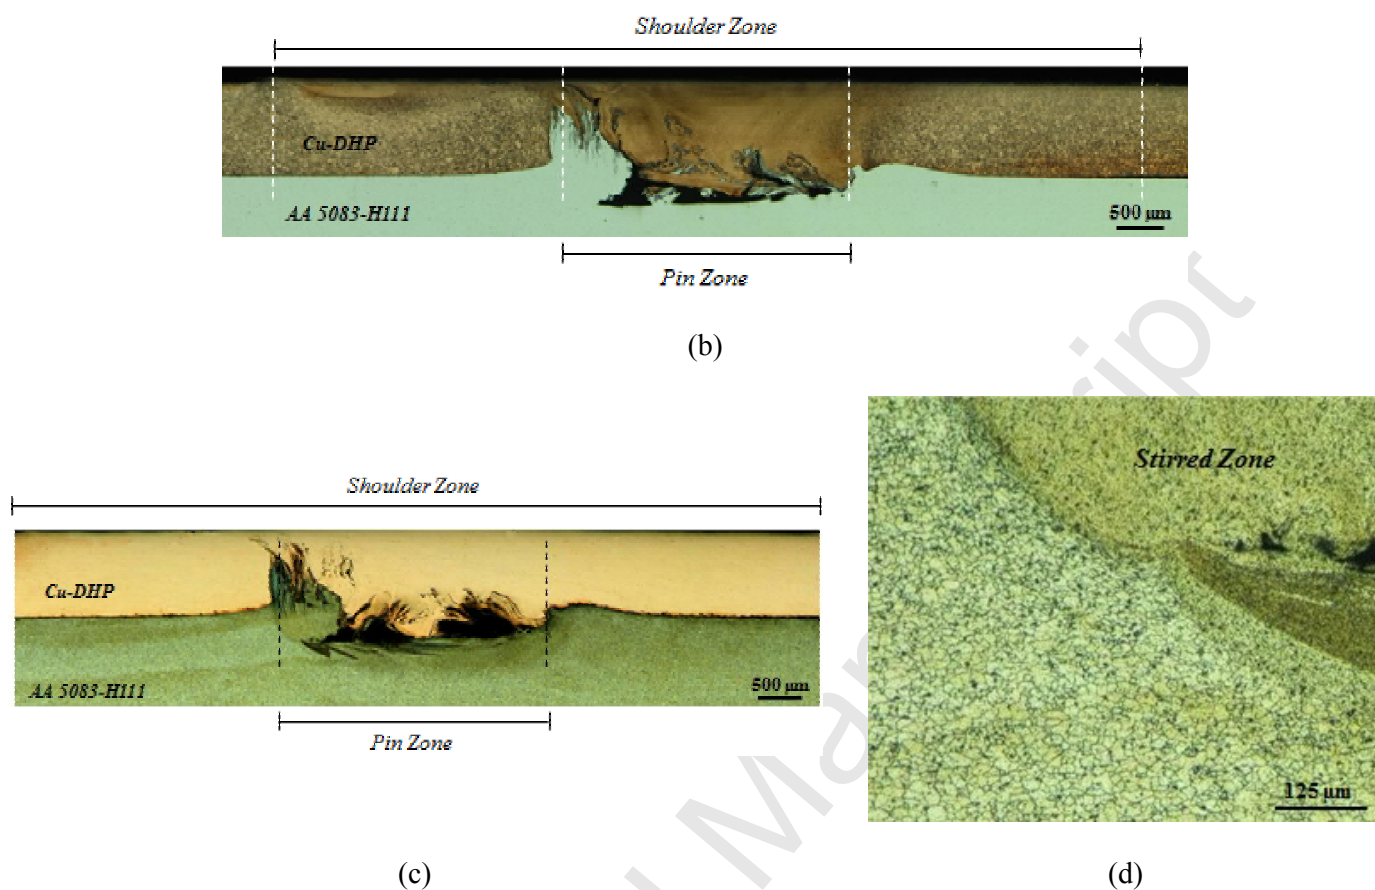 Shoulder Zone
Cu-DHP
AA 5083-H111
500 µm
Pin Zone
(b)
Shoulder Zone
Cu-DHP
AA 5083-H111
500 µm
Pin Zone
(c)
Stirred Zone
125 µm
(d)